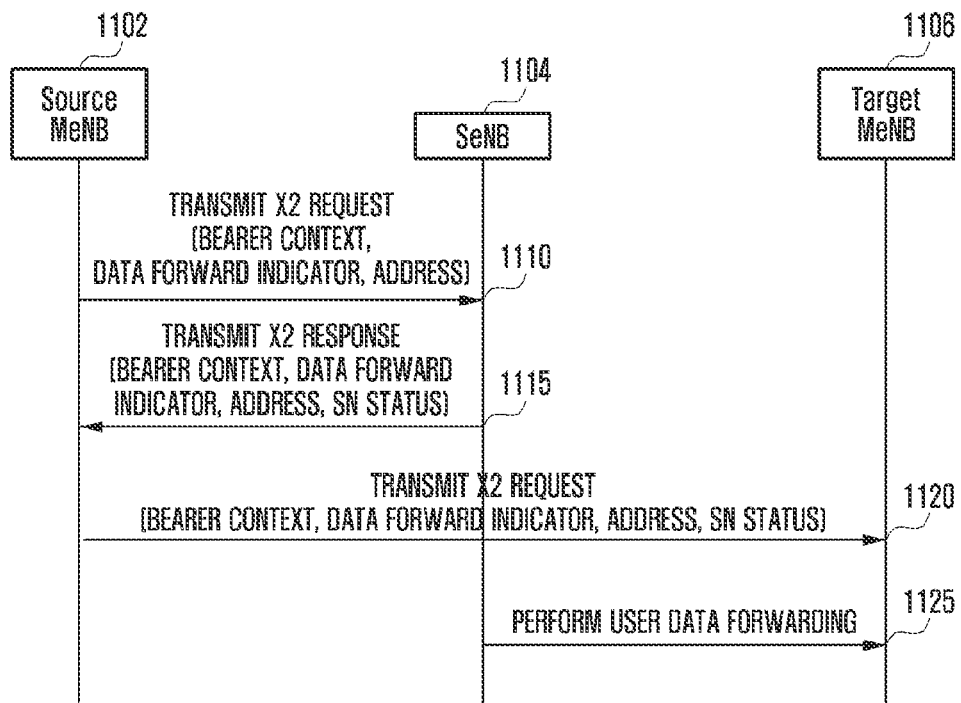 1102
1106
1104
Source
MeNB
SeNB
Target
MeNB
TRANSMIT X2 REQUEST
(BEARER CONTEXT,
DATA FORWARD INDICATOR, ADDRESS)
1110
TRANSMIT X2 RESPONSE
(BEARER CONTEXT, DATA FORWARD
INDICATOR, ADDRESS, SN STATUS)
1115
TRANSMIT X2 REQUEST
(BEARER CONTEXT, DATA FORWARD INDICATOR, ADDRESS, SN STATUS)
1120
PERFORM USER DATA FORWARDING
1125